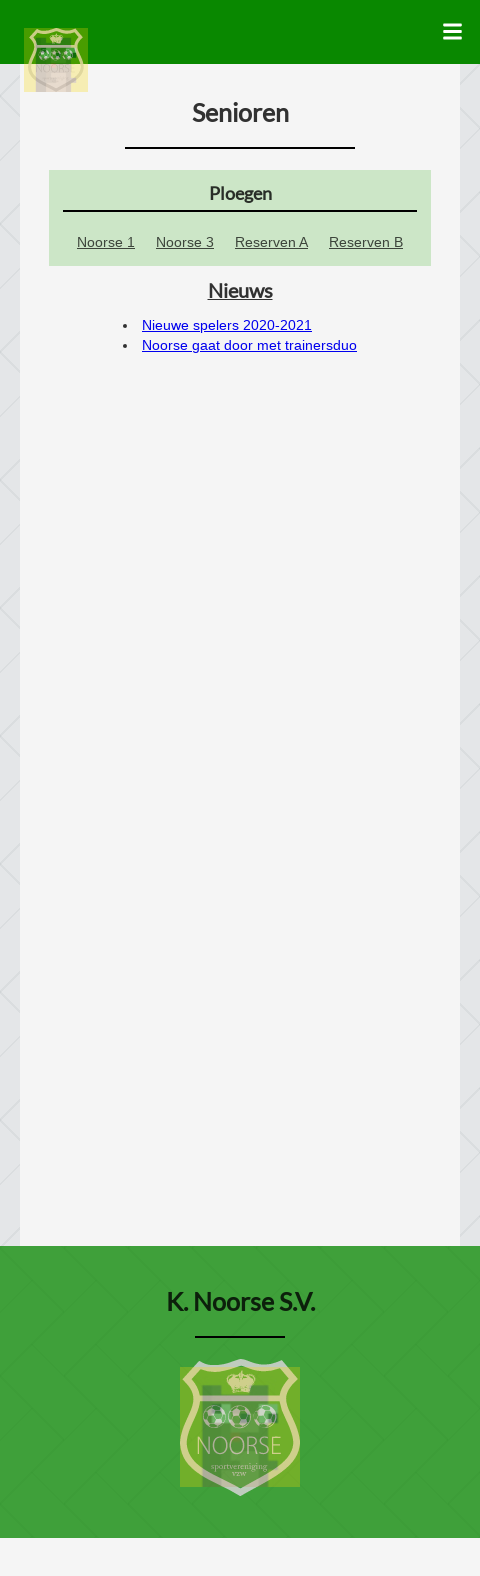 NOORSE
Senioren
Ploegen
Noorse 1 Noorse 3 Reserven A Reserven B
Nieuws
Nieuwe spelers 2020-2021
Noorse gaat door met trainersduo
K. Noorse S.V.
NOORSE
sportvereniging
vzw